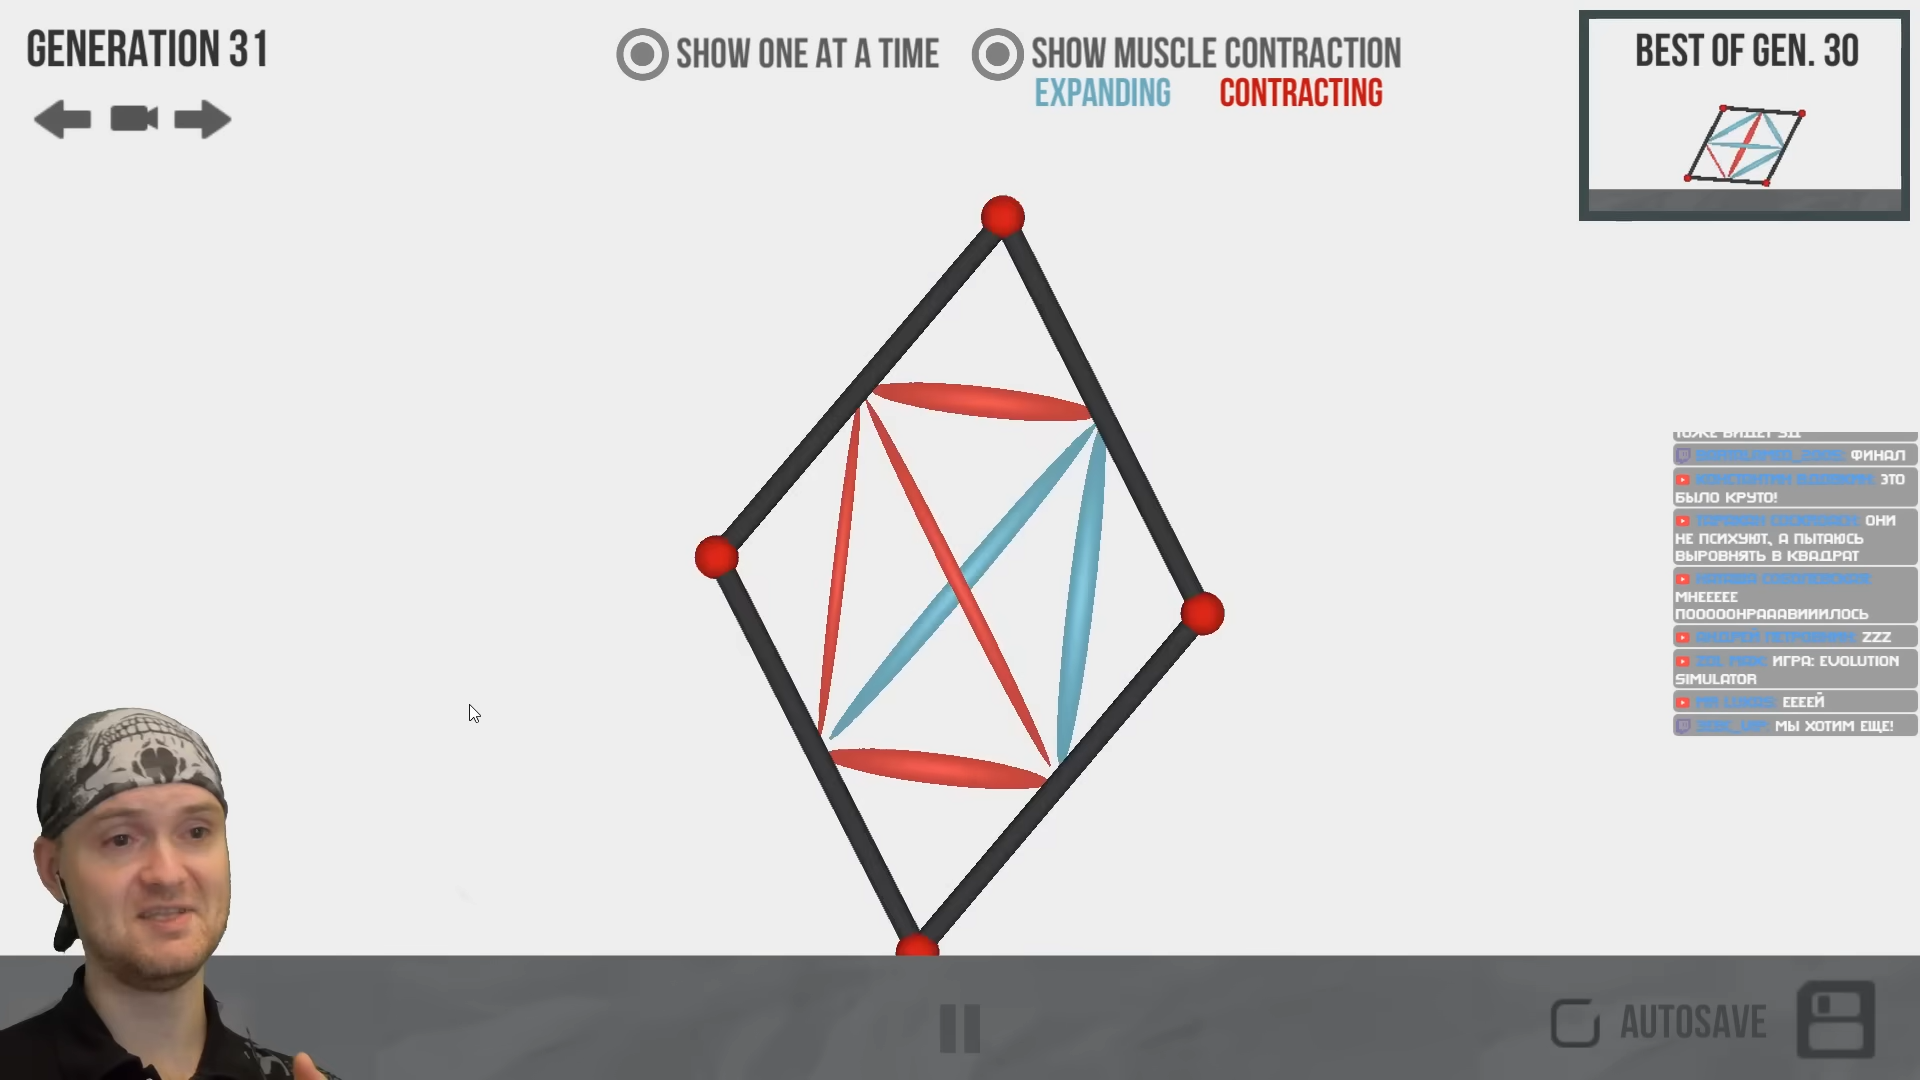 GENERATION 31
SHOW ONE AT A TIME
SHOW MUSCLE CONTRACTION
EXPANDING CONTRACTING
BEST OF GEN. 30
ФИНАЛ
ЭТО
БЫЛО КРУТО!
ОНИ
НЕ ПСИХУЮТ, А ПЫТАЮСЬ
ВЫРОВНЯТЬ В КВАДРАТ
МНЕЕЕЕЕ
ПОООООНРАААВИИИЛОСЬ
ZZZ
ИГРА: EVOLUTION
SIMULATOR
ЕЕЕЕЙ
МЫ ХОТИМ ЕЩЕ!
AUTOSAVE